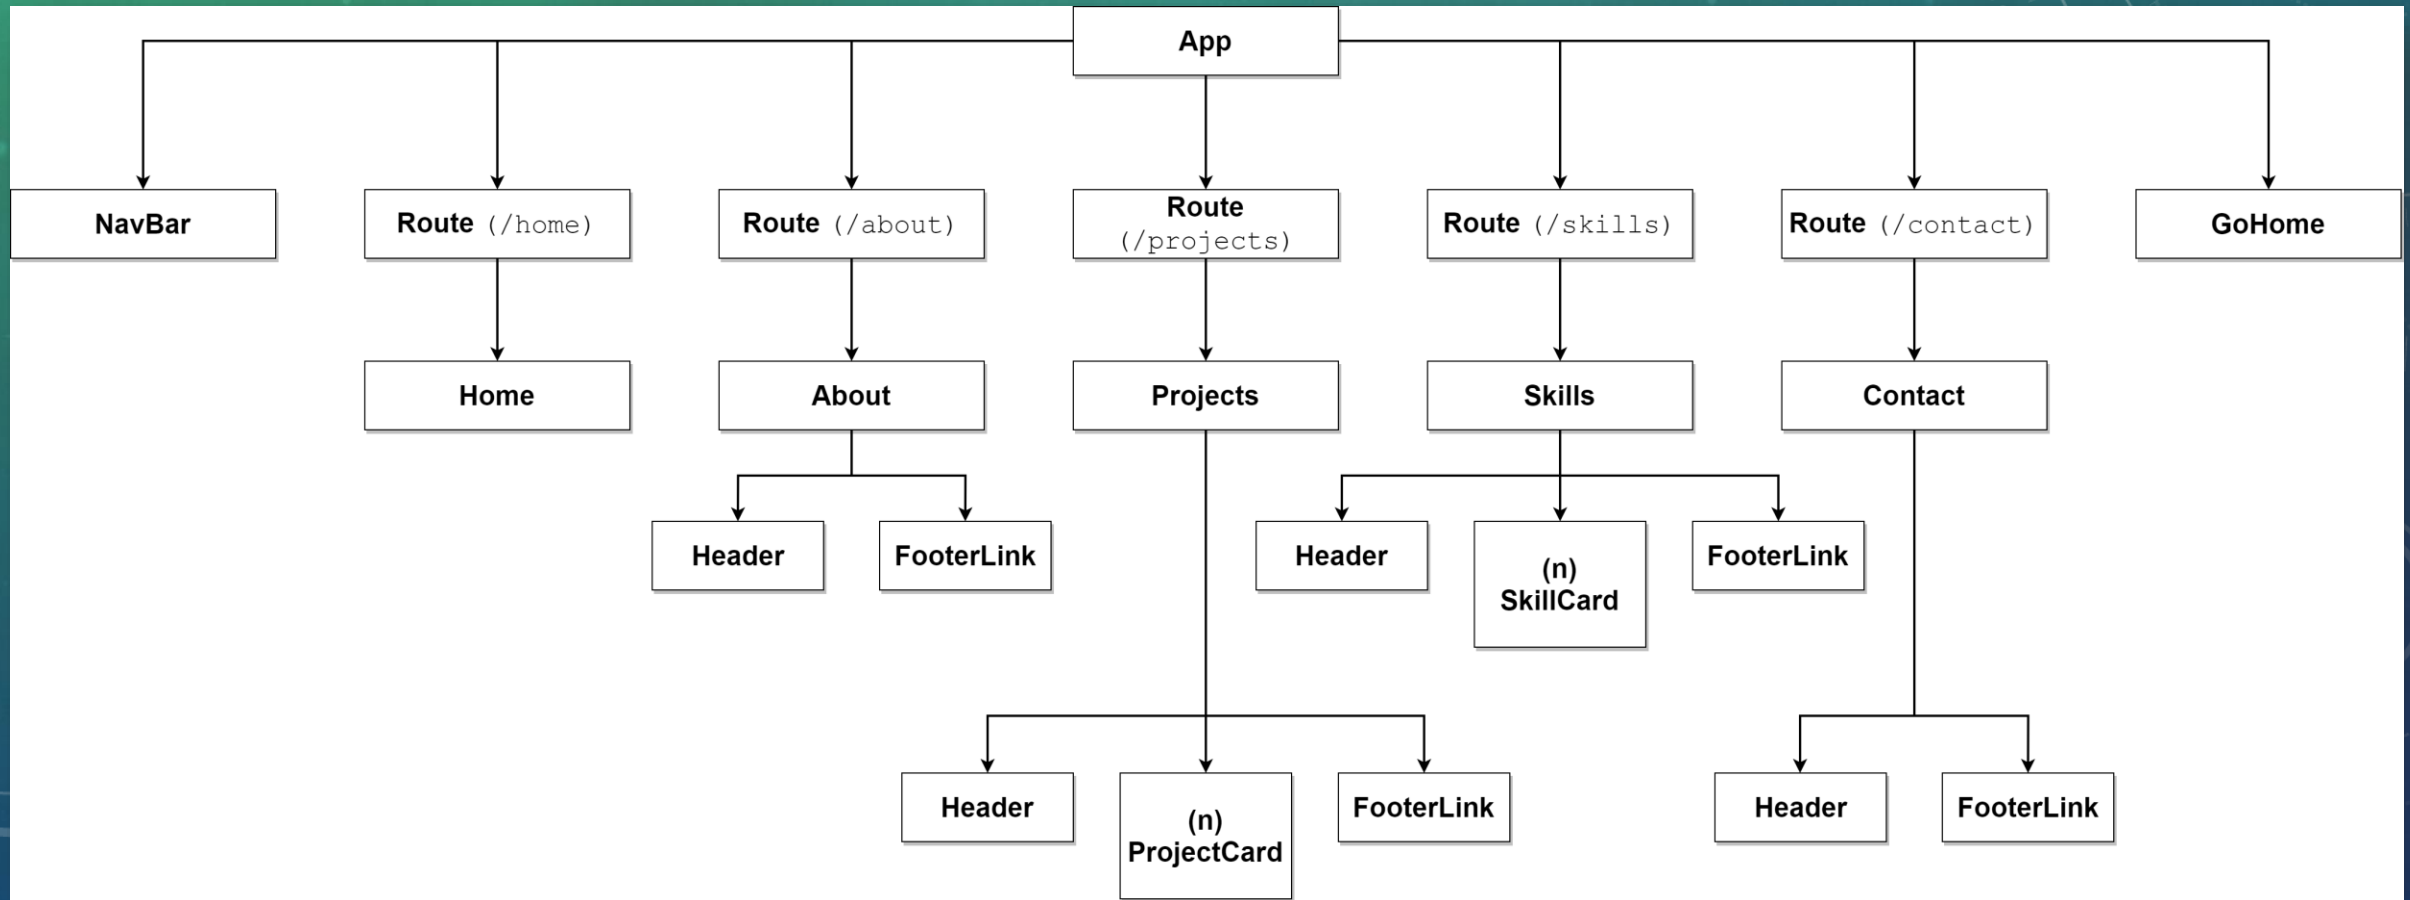 App
NavBar
Route (/home)
Route (/about)
Route
(/projects)
Route (/skills)
Route (/contact)
GoHome
Home
About
Projects
Skills
Contact
Header
FooterLink
Header
(n)
SkillCard
FooterLink
Header
(n)
ProjectCard
FooterLink
Header
FooterLink